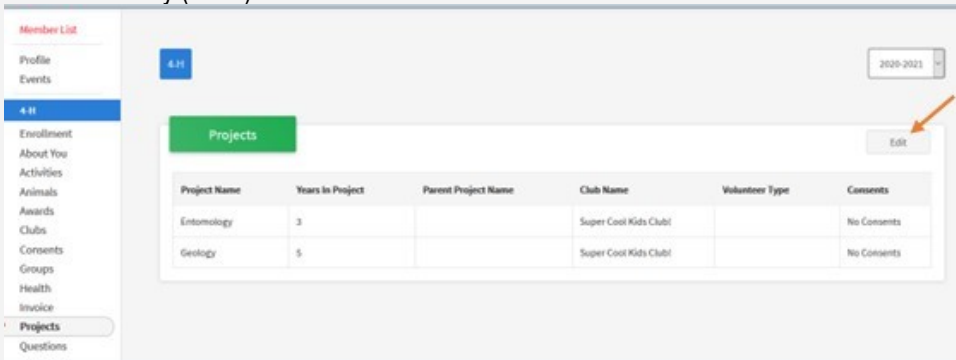 Member List
Profile
Events
4-H
Enrollment
About You
Activities
Animals
Awards
Clubs
Consents
Groups
Health
Invoice
Projects
Questions
4-H
2020-2021
Projects
Edit
Project Name Years In Project Parent Project Name Club Name Volunteer Type Consents
Entomology 3 Super Cool Kids Club! No Consents
Geology 5 Super Cool Kids Club! No Consents